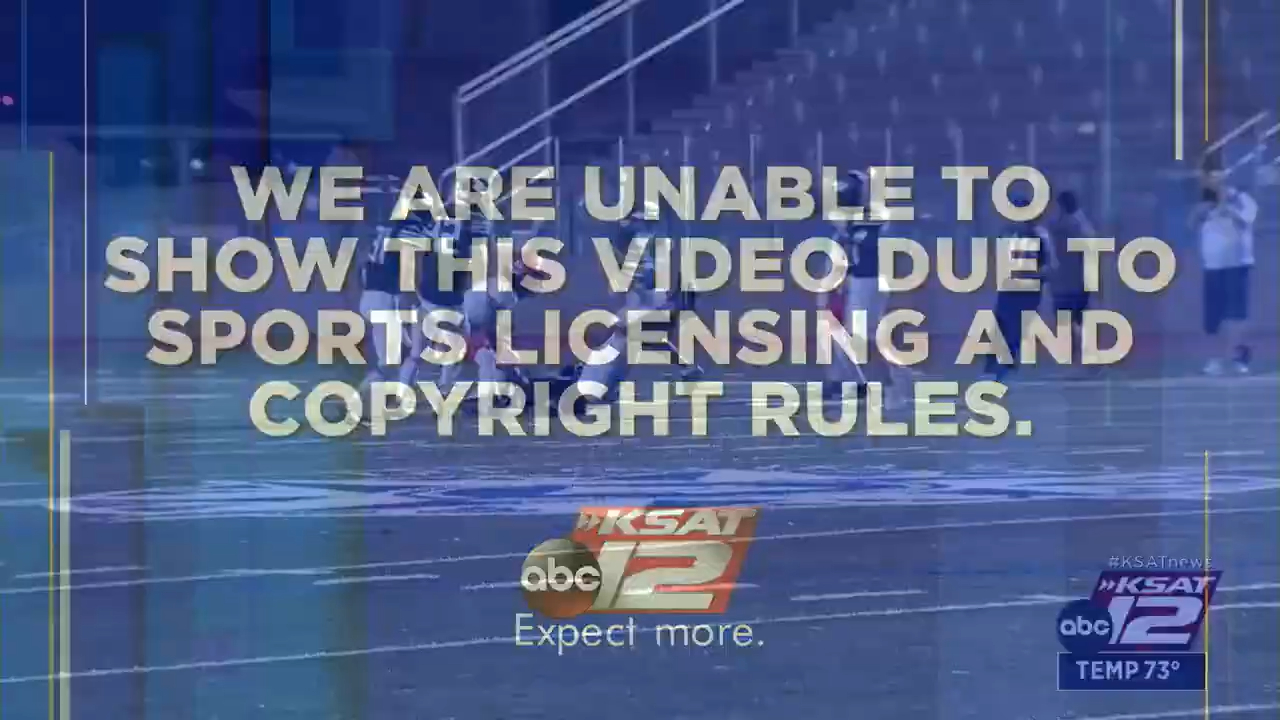 WE ARE UNABLE TO
SHOW THIS VIDEO DUE TO
SPORTS LICENSING AND
COPYRIGHT RULES.
»KSAT
abc 12
Expect more.
#KSATnews
»KSAT
abc 12
TEMP 73°